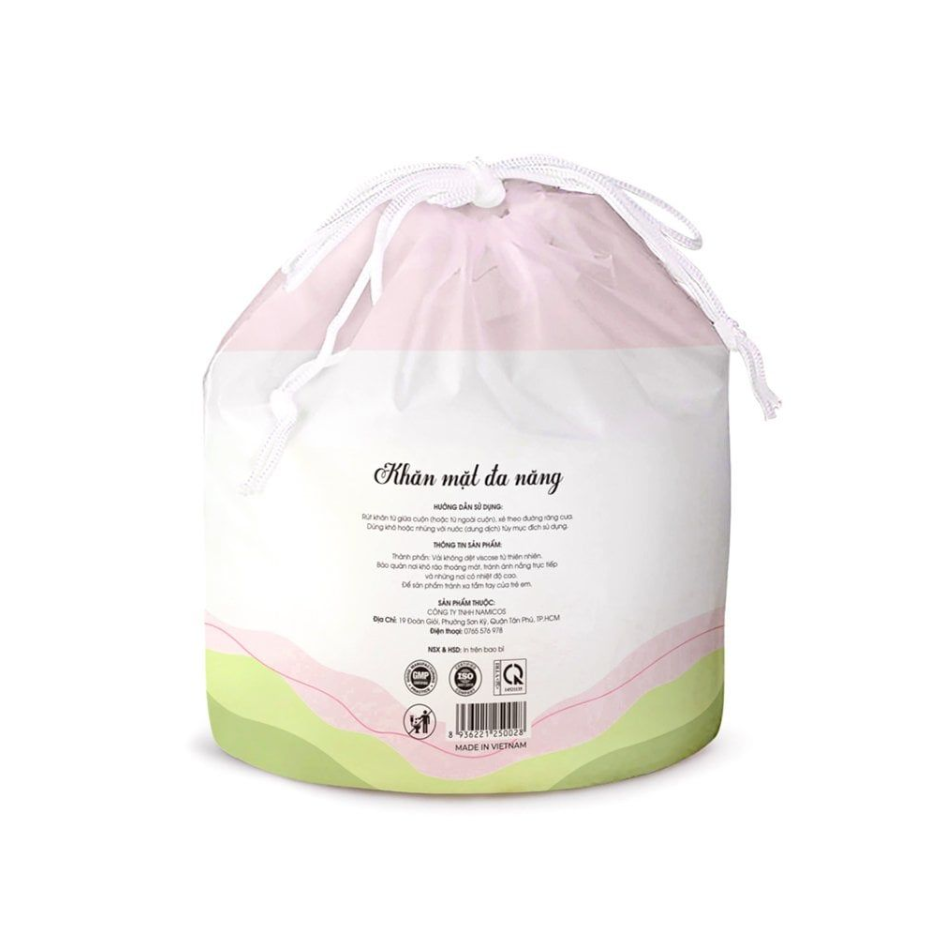 Khăn mặt đa năng
HƯỚNG DẪN SỬ DỤNG:
Rút khăn từ giữa cuộn (hoặc từ ngoài cuộn), xé theo đường răng cưa.
Dùng khô hoặc nhúng với nước (dung dịch) tùy mục đích sử dụng.
THÔNG TIN SẢN PHẨM:
Thành phần: Vải không dệt viscose từ thiên nhiên.
Bảo quản nơi khô ráo thoáng mát, tránh ánh nắng trực tiếp
và những nơi có nhiệt độ cao.
Để sản phẩm tránh xa tầm tay của trẻ em.
SẢN PHẨM THUỘC:
CÔNG TY TNHH NAMICOS
Địa Chỉ: 19 Đoàn Giỏi, Phường Sơn Kỳ, Quận Tân Phú, TP.HCM
Điện thoại: 0765 576 978
NSX & HSD: in trên bao bì
GMP
ISO
8 936221 250028
MADE IN VIETNAM